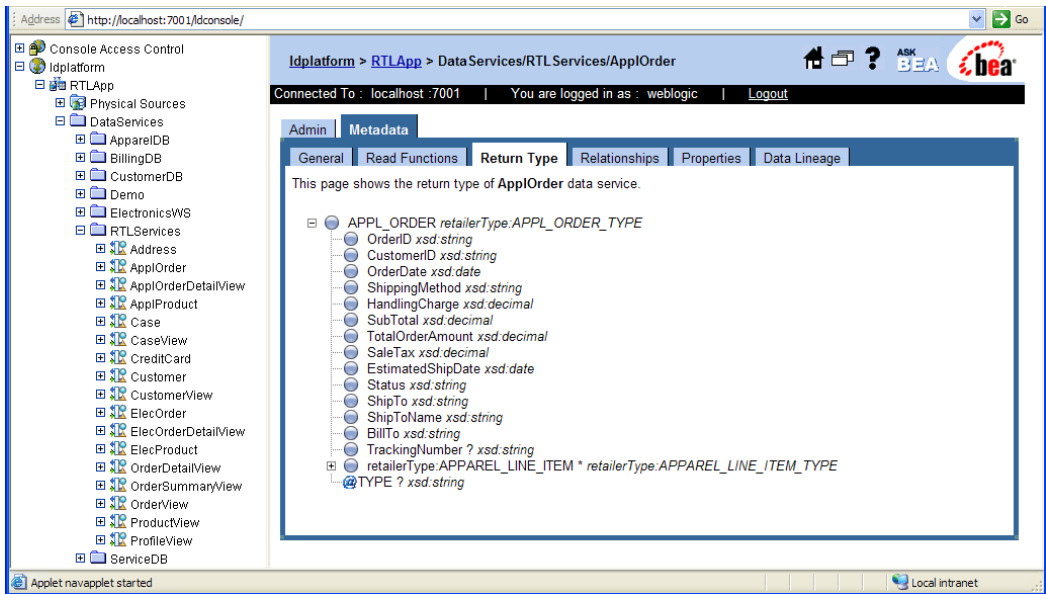 Address http://localhost:7001/ldconsole/ Go
Console Access Control
ldplatform
RTLApp
Physical Sources
DataServices
ApparelDB
BillingDB
CustomerDB
Demo
ElectronicsWS
RTLServices
Address
ApplOrder
ApplOrderDetailView
ApplProduct
Case
CaseView
CreditCard
Customer
CustomerView
ElecOrder
ElecOrderDetailView
ElecProduct
OrderDetailView
OrderSummaryView
OrderView
ProductView
ProfileView
ServiceDB
ldplatform > RTLApp > DataServices/RTLServices/ApplOrder
? ASK BEA bea
Connected To : localhost :7001 | You are logged in as : weblogic | Logout
Admin Metadata
General Read Functions Return Type Relationships Properties Data Lineage
This page shows the return type of ApplOrder data service.
APPL_ORDER retailerType:APPL_ORDER_TYPE
OrderID xsd:string
CustomerID xsd:string
OrderDate xsd:date
ShippingMethod xsd:string
HandlingCharge xsd:decimal
SubTotal xsd:decimal
TotalOrderAmount xsd:decimal
SaleTax xsd:decimal
EstimatedShipDate xsd:date
Status xsd:string
ShipTo xsd:string
ShipToName xsd:string
BillTo xsd:string
TrackingNumber ? xsd:string
retailerType:APPAREL_LINE_ITEM * retailerType:APPAREL_LINE_ITEM_TYPE
@TYPE ? xsd:string
Applet navapplet started Local intranet